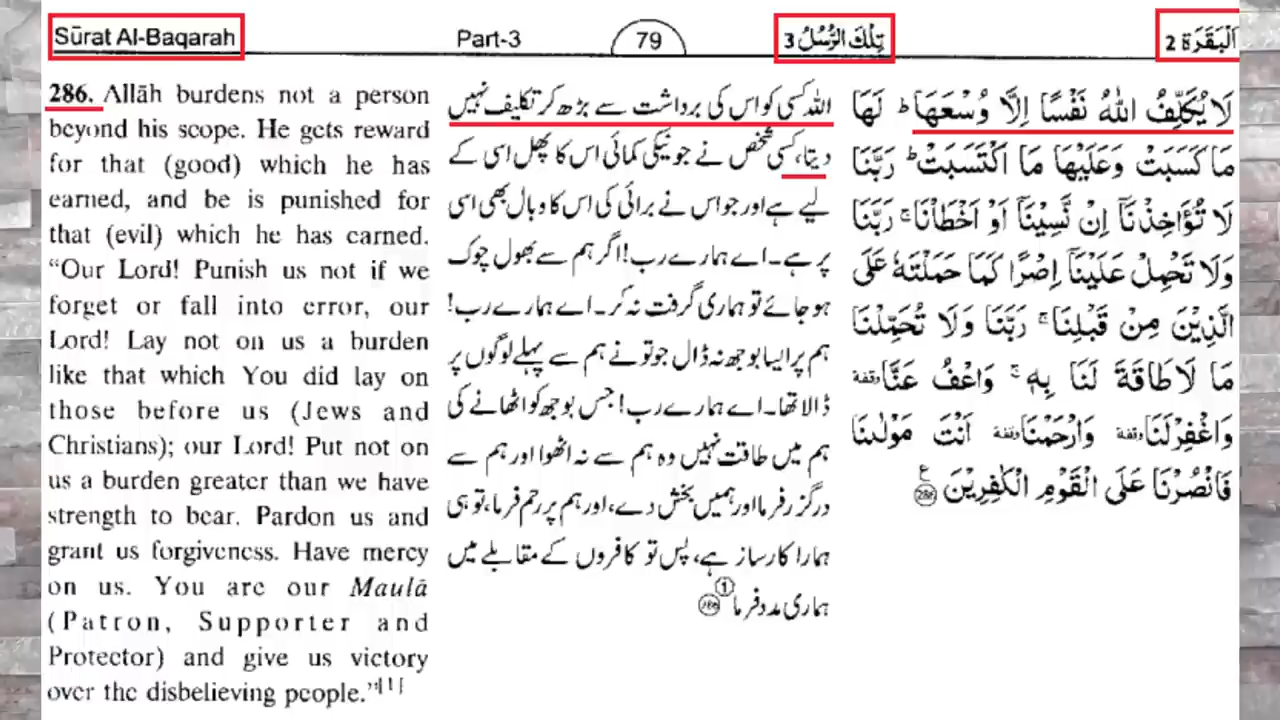 Sūrat Al-Baqarah Part-3 79 تِلْكَ الرُّسُلُ 3 اَلْبَقَرَة 2
286. Allāh burdens not a person
beyond his scope. He gets reward
for that (good) which he has
earned, and be is punished for
that (evil) which he has carned.
“Our Lord! Punish us not if we
forget or fall into error, our
Lord! Lay not on us a burden
like that which You did lay on
those before us (Jews and
Christians); our Lord! Put not on
us a burden greater than we have
strength to bear. Pardon us and
grant us forgiveness. Have mercy
on us. You are our Maulā
(Patron, Supporter and
Protector) and give us victory
over the disbelieving people.”[1]
اللہ کسی کو اس کی برداشت سے بڑھ کر تکلیف نہیں
دیتا، کسی شخص نے جو نیکی کمائی اس کا پھل اسی کے
لیے ہے اور جو اس نے برائی کی اس کا وبال بھی اسی
پر ہے۔ اے ہمارے رب! اگر ہم سے بھول چوک
ہو جائے تو ہماری گرفت نہ کر۔ اے ہمارے رب!
ہم پر ایسا بوجھ نہ ڈال جو تو نے ہم سے پہلے لوگوں پر
ڈالا تھا۔ اے ہمارے رب! جس بوجھ کو اٹھانے کی
ہم میں طاقت نہیں وہ ہم سے نہ اٹھوا اور ہم سے
درگزر فرما اور ہمیں بخش دے، اور ہم پر رحم فرما، تو ہی
ہمارا کارساز ہے، پس تو کافروں کے مقابلے میں
ہماری مدد فرما ① 286
لَا يُكَلِّفُ اللّٰهُ نَفْسًا اِلَّا وُسْعَهَا ؕ لَهَا
مَا كَسَبَتْ وَعَلَيْهَا مَا اكْتَسَبَتْ ؕ رَبَّنَا
لَا تُؤَاخِذْنَآ اِنْ نَّسِيْنَآ اَوْ اَخْطَاْنَا ۚ رَبَّنَا
وَلَا تَحْمِلْ عَلَيْنَآ اِصْرًا كَمَا حَمَلْتَهٗ عَلَى
الَّذِيْنَ مِنْ قَبْلِنَا ۚ رَبَّنَا وَلَا تُحَمِّلْنَا
مَا لَا طَاقَةَ لَنَا بِهٖ ۚ وَاعْفُ عَنَّا وقفة
وَاغْفِرْلَنَا وقفة وَارْحَمْنَا وقفة اَنْتَ مَوْلٰىنَا
فَانْصُرْنَا عَلَى الْقَوْمِ الْكٰفِرِيْنَ 286 ع